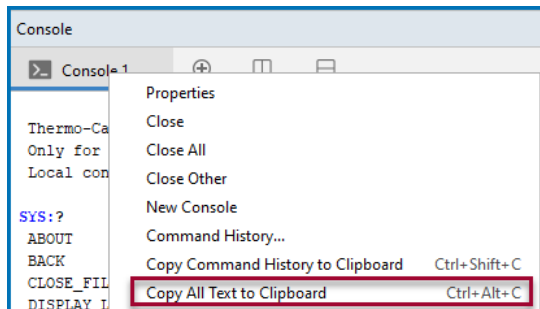 Console
Console 1
Properties
Close
Close All
Close Other
New Console
Command History...
Copy Command History to Clipboard Ctrl+Shift+C
Copy All Text to Clipboard Ctrl+Alt+C
Thermo-Ca
Only for
Local con
SYS:?
ABOUT
BACK
CLOSE_FIL
DISPLAY_L